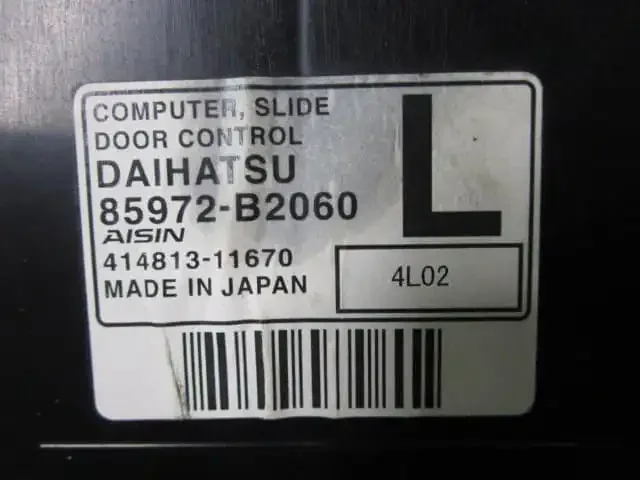 COMPUTER, SLIDE
DOOR CONTROL
DAIHATSU
85972-B2060
AISIN
414813-11670
MADE IN JAPAN
L
4L02